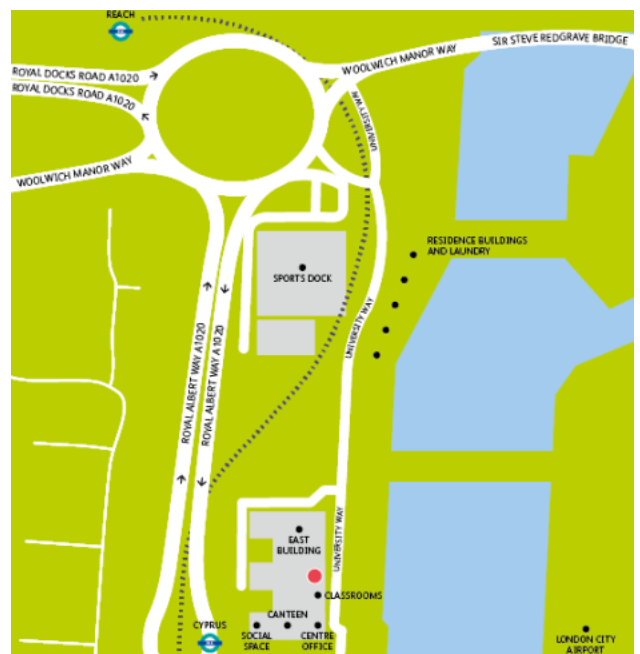 REACH
SIR STEVE REDGRAVE BRIDGE
WOOLWICH MANOR WAY
ROYAL DOCKS ROAD A1020
ROYAL DOCKS ROAD A1020
UNIVERSITY WAY
WOOLWICH MANOR WAY
RESIDENCE BUILDINGS
AND LAUNDRY
SPORTS DOCK
UNIVERSITY WAY
ROYAL ALBERT WAY A1020
ROYAL ALBERT WAY A1020
UNIVERSITY WAY
EAST
BUILDING
CLASSROOMS
CANTEEN
CYPRUS
SOCIAL
SPACE
CENTRE
OFFICE
LONDON CITY
AIRPORT